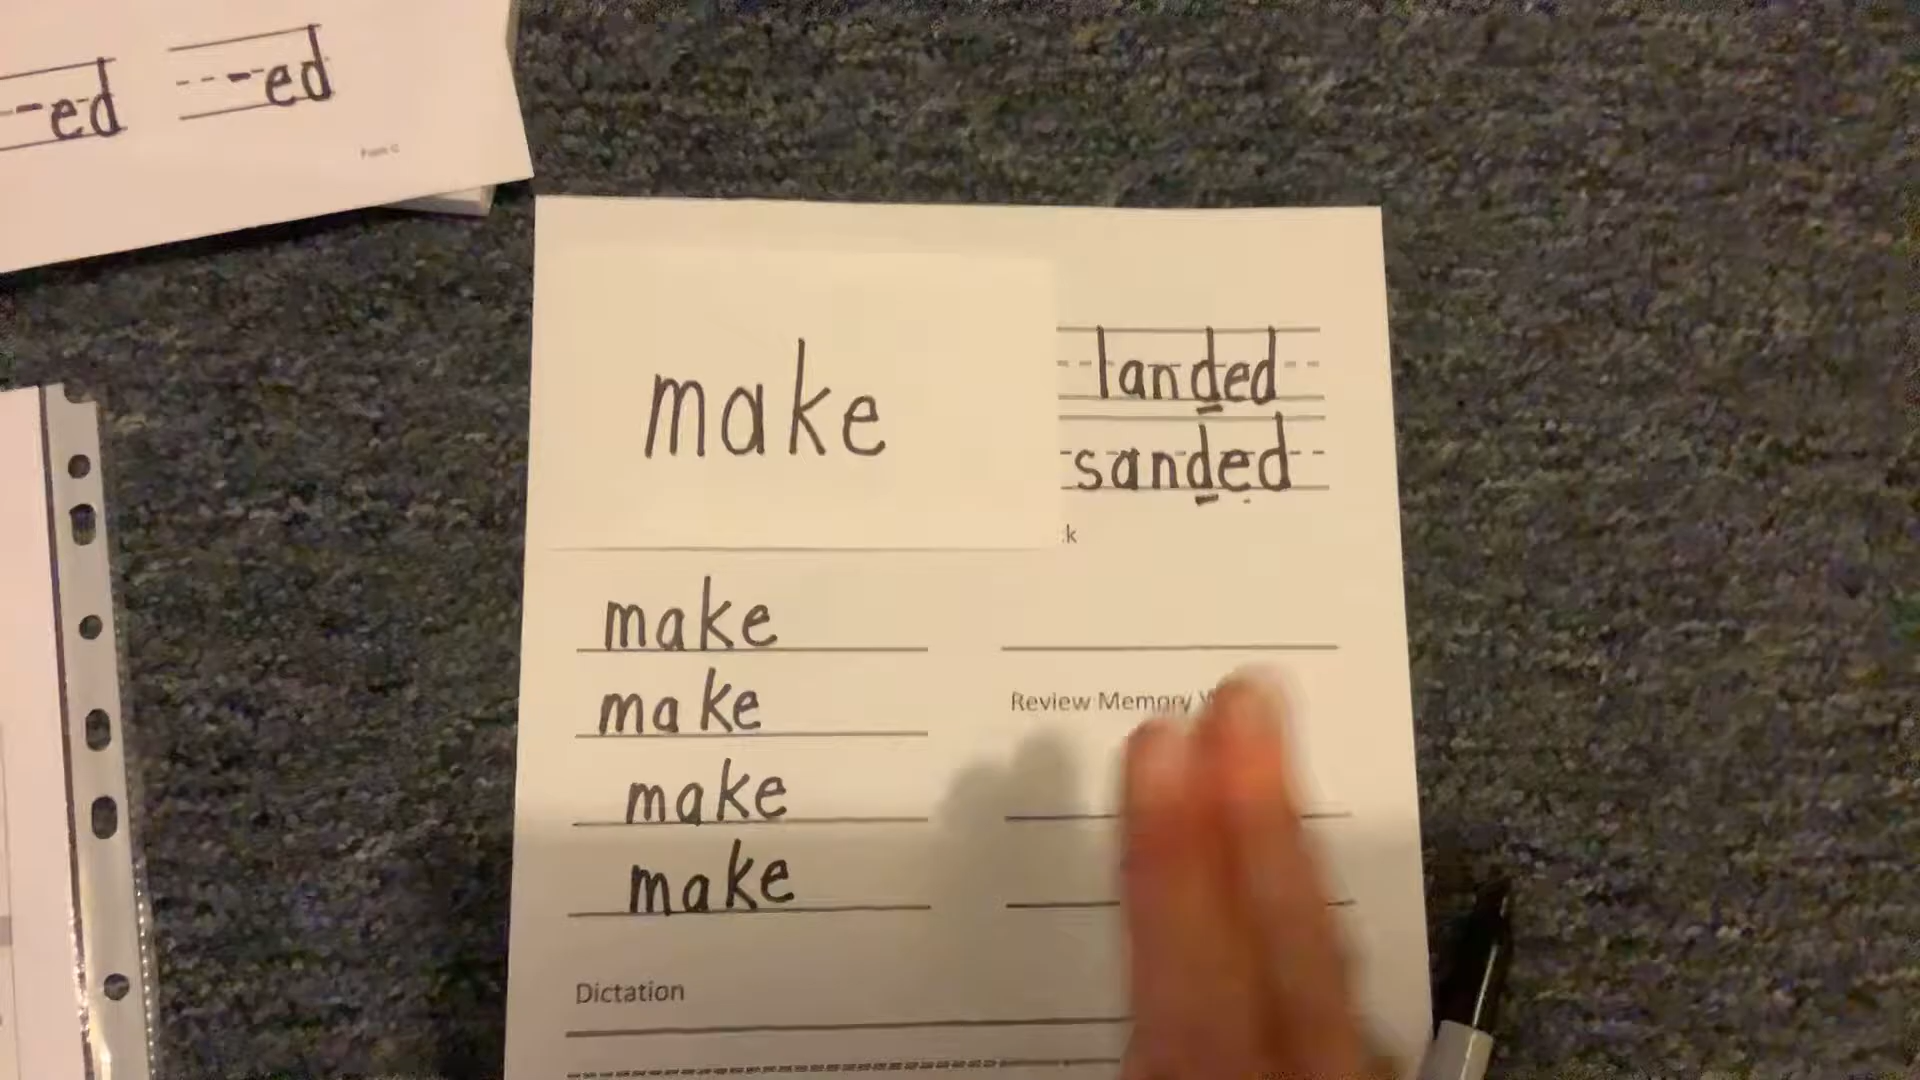 -ed -ed
make
landed
sanded
make
make
Review Memory
make
make
Dictation